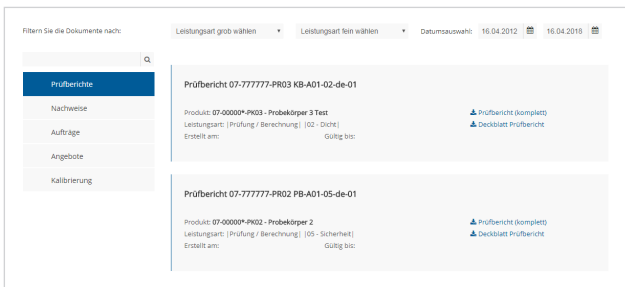 Filtern Sie die Dokumente nach:
Leistungsart grob wählen
Leistungsart fein wählen
Datumsauswahl: 16.04.2012 16.04.2018
Prüfberichte
Nachweise
Aufträge
Angebote
Kalibrierung
Prüfbericht 07-777777-PR03 KB-A01-02-de-01
Produkt: 07-00000*-PK03 - Probekörper 3 Test
Leistungsart: |Prüfung / Berechnung| |02 - Dicht|
Erstellt am: Gültig bis:
Prüfbericht (komplett)
Deckblatt Prüfbericht
Prüfbericht 07-777777-PR02 PB-A01-05-de-01
Produkt: 07-00000*-PK02 - Probekörper 2
Leistungsart: |Prüfung / Berechnung| |05 - Sicherheit|
Erstellt am: Gültig bis:
Prüfbericht (komplett)
Deckblatt Prüfbericht